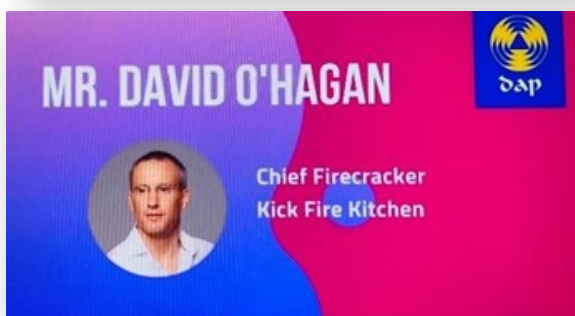 MR. DAVID O'HAGAN
dap
Chief Firecracker
Kick Fire Kitchen